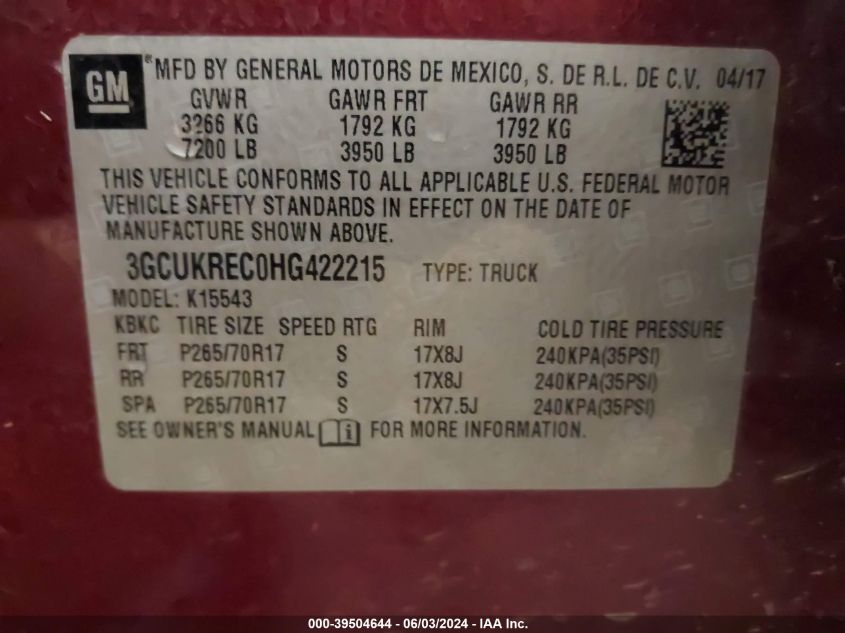 GM
® MFD BY GENERAL MOTORS DE MEXICO, S. DE R.L. DE C.V. 04/17
GVWR GAWR FRT GAWR RR
3266 KG 1792 KG 1792 KG
7200 LB 3950 LB 3950 LB
THIS VEHICLE CONFORMS TO ALL APPLICABLE U.S. FEDERAL MOTOR
VEHICLE SAFETY STANDARDS IN EFFECT ON THE DATE OF
MANUFACTURE SHOWN ABOVE.
3GCUKREC0HG422215 TYPE: TRUCK
MODEL: K15543
KBKC TIRE SIZE SPEED RTG RIM COLD TIRE PRESSURE
FRT P265/70R17 S 17X8J 240KPA(35PSI)
RR P265/70R17 S 17X8J 240KPA(35PSI)
SPA P265/70R17 S 17X7.5J 240KPA(35PSI)
SEE OWNER'S MANUAL i FOR MORE INFORMATION.
000-39504644 - 06/03/2024 - IAA Inc.